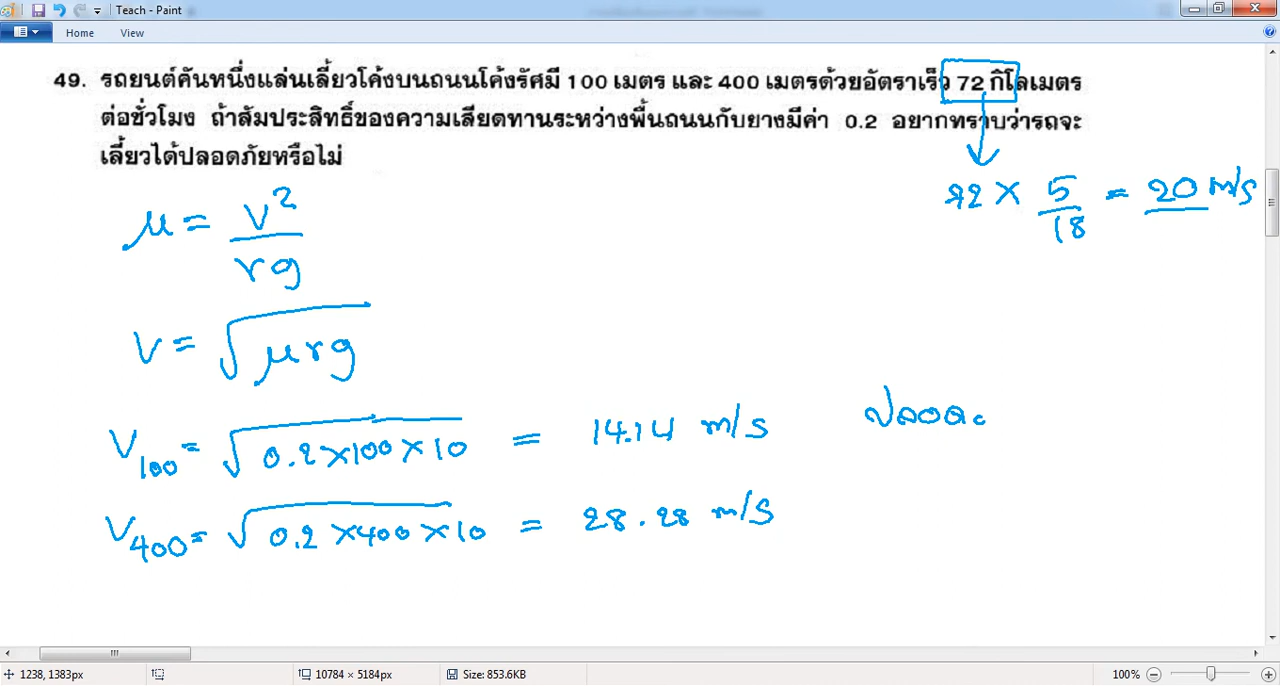 Teach - Paint
Home View
49. รถยนต์คันหนึ่งแล่นเลี้ยวโค้งบนถนนโค้งรัศมี 100 เมตร และ 400 เมตรด้วยอัตราเร็ว 72 กิโลเมตร
ต่อชั่วโมง ถ้าสัมประสิทธิ์ของความเสียดทานระหว่างพื้นถนนกับยางมีค่า 0.2 อยากทราบว่ารถจะ
เลี้ยวได้ปลอดภัยหรือไม่
72 × 5/18 = 20 m/s
μ = v²/rg
v = √μrg
V100 = √0.2×100×10 = 14.14 m/s
V400 = √0.2×400×10 = 28.28 m/s
1238, 1383px 10784 × 5184px Size: 853.6KB 100%